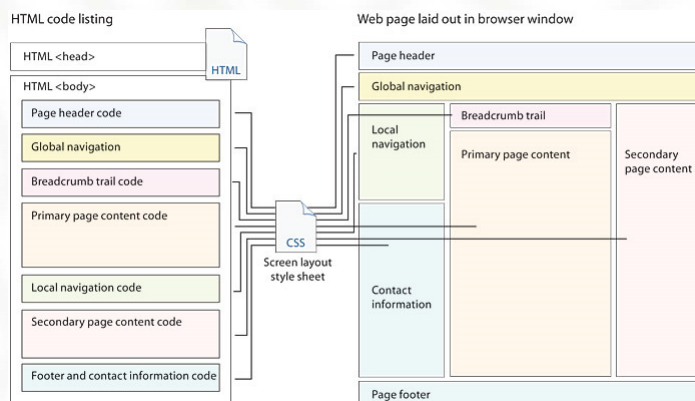 HTML code listing
HTML <head>
HTML
HTML <body>
Page header code
Global navigation
Breadcrumb trail code
Primary page content code
Local navigation code
Secondary page content code
Footer and contact information code
CSS
Screen layout
style sheet
Web page laid out in browser window
Page header
Global navigation
Local
navigation
Breadcrumb trail
Primary page content
Secondary
page content
Contact
information
Page footer